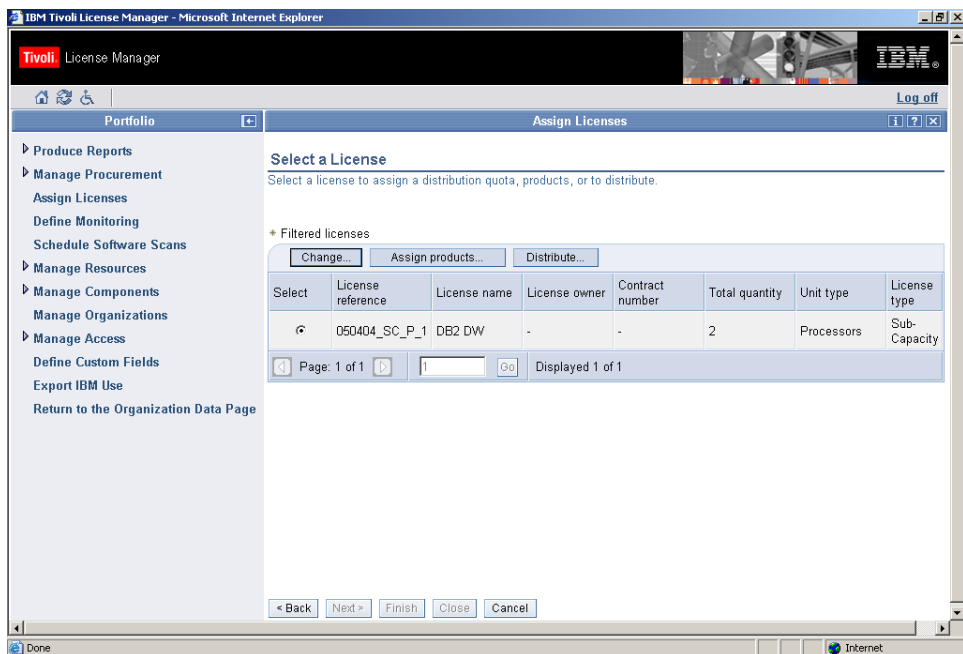 IBM Tivoli License Manager - Microsoft Internet Explorer
Tivoli. License Manager
IBM®
Log off
Portfolio
Assign Licenses
Produce Reports
Manage Procurement
Assign Licenses
Define Monitoring
Schedule Software Scans
Manage Resources
Manage Components
Manage Organizations
Manage Access
Define Custom Fields
Export IBM Use
Return to the Organization Data Page
Select a License
Select a license to assign a distribution quota, products, or to distribute.
Filtered licenses
Change... Assign products... Distribute...
Select License reference License name License owner Contract number Total quantity Unit type License type
050404_SC_P_1 DB2 DW - - 2 Processors Sub-Capacity
Page: 1 of 1 1 Go Displayed 1 of 1
< Back Next > Finish Close Cancel
Done Internet